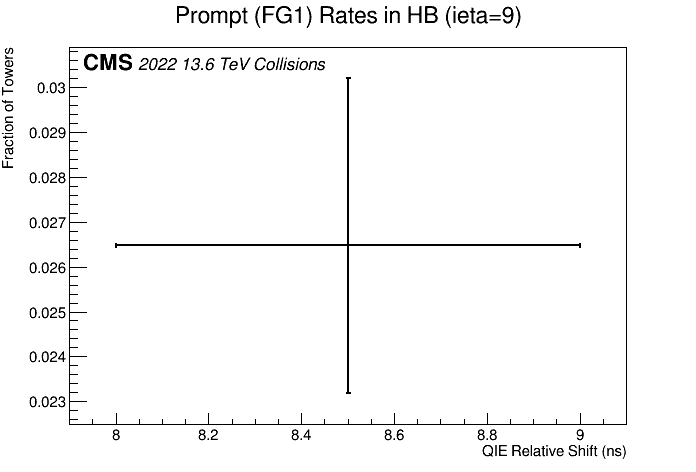 Prompt (FG1) Rates in HB (ieta=9)
CMS 2022 13.6 TeV Collisions
Fraction of Towers
0.03
0.029
0.028
0.027
0.026
0.025
0.024
0.023
8 8.2 8.4 8.6 8.8 9
QIE Relative Shift (ns)